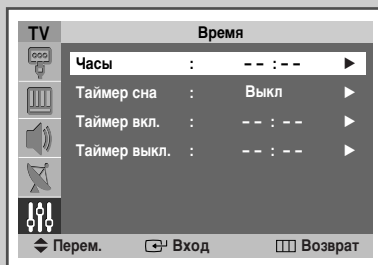 TV Время
Часы : - - : - - ►
Таймер сна : Выкл ►
Таймер вкл. : - - : - - ►
Таймер выкл. : - - : - - ►
Перем. Вход Возврат